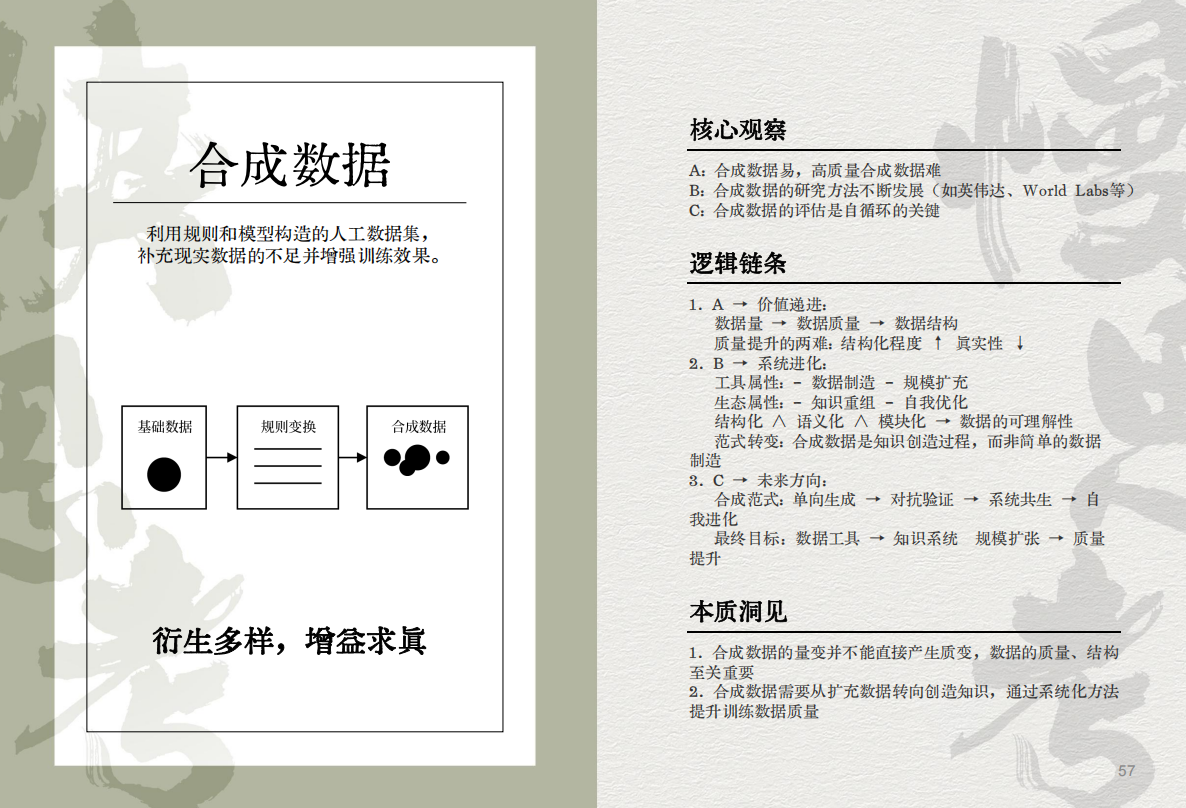 合成数据
利用规则和模型构造的人工数据集，
补充现实数据的不足并增强训练效果。
基础数据
规则变换
合成数据
衍生多样，增益求真
核心观察
A：合成数据易，高质量合成数据难
B：合成数据的研究方法不断发展（如英伟达、World Labs等）
C：合成数据的评估是自循环的关键
逻辑链条
1. A → 价值递进：
数据量 → 数据质量 → 数据结构
质量提升的两难：结构化程度 ↑ 真实性 ↓
2. B → 系统进化：
工具属性：- 数据制造 - 规模扩充
生态属性：- 知识重组 - 自我优化
结构化 ∧ 语义化 ∧ 模块化 → 数据的可理解性
范式转变：合成数据是知识创造过程，而非简单的数据
制造
3. C → 未来方向：
合成范式：单向生成 → 对抗验证 → 系统共生 → 自
我进化
最终目标：数据工具 → 知识系统 规模扩张 → 质量
提升
本质洞见
1. 合成数据的量变并不能直接产生质变，数据的质量、结构
至关重要
2. 合成数据需要从扩充数据转向创造知识，通过系统化方法
提升训练数据质量
57